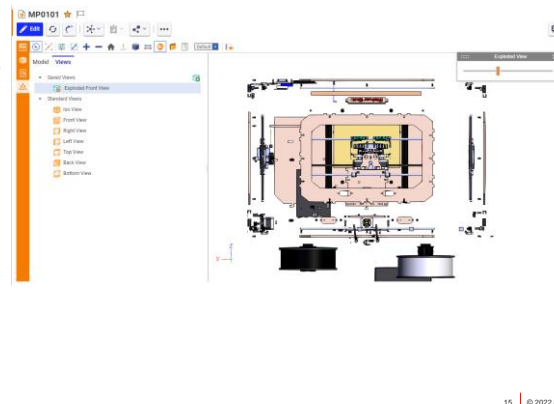 MP0101
Edit
Default
Exploded View
Model Views
Saved Views
Exploded Front View
Standard Views
Iso View
Front View
Right View
Left View
Top View
Back View
Bottom View
Z
X
15 © 2022